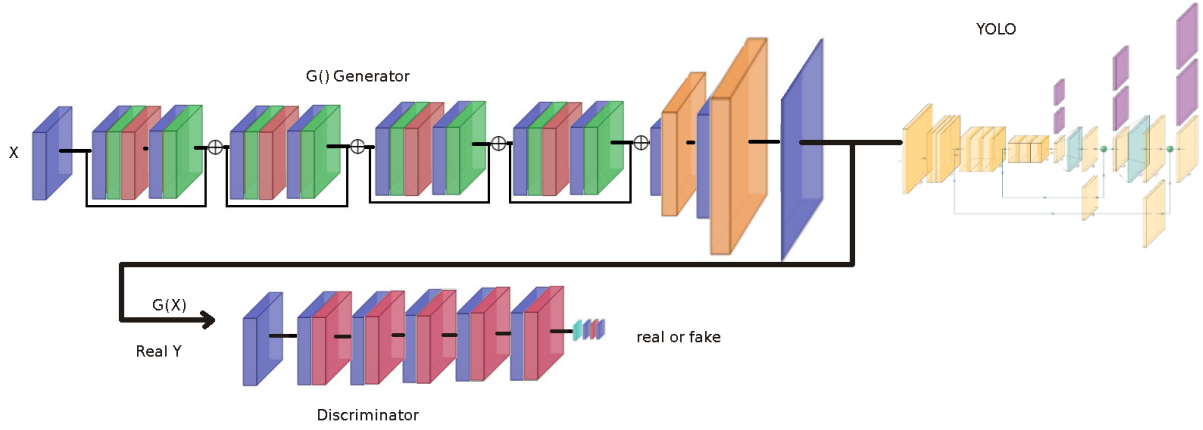 YOLO
G() Generator
X
G(X)
Real Y
real or fake
Discriminator